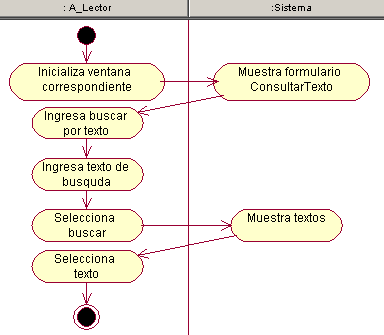 : A_Lector
:Sistema
Inicializa ventana
correspondiente
Muestra formulario
ConsultarTexto
Ingresa buscar
por texto
Ingresa texto de
busquda
Selecciona
buscar
Muestra textos
Selecciona
texto